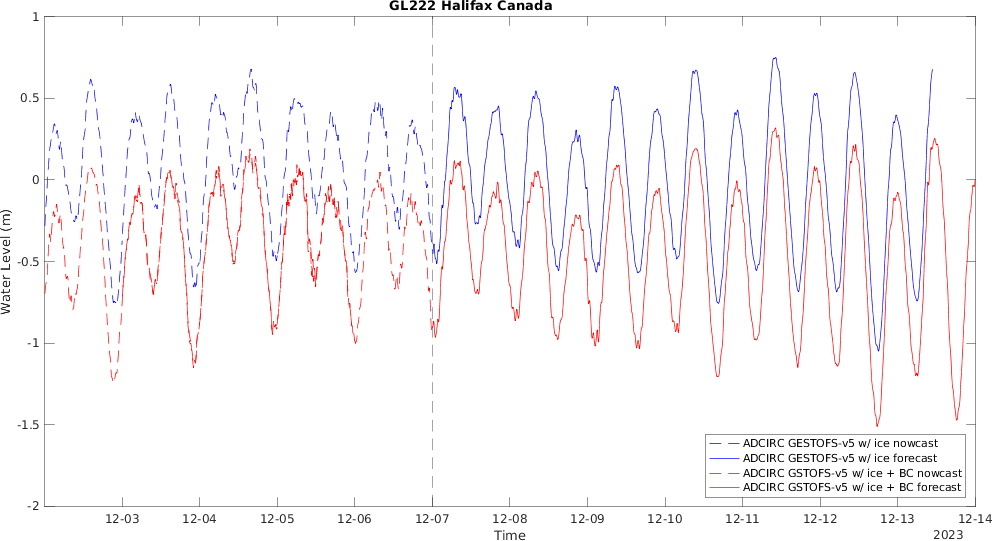 GL222 Halifax Canada
1
0.5
0
-0.5
-1
-1.5
-2
Water Level (m)
ADCIRC GESTOFS-v5 w/ ice nowcast
ADCIRC GESTOFS-v5 w/ ice forecast
ADCIRC GSTOFS-v5 w/ ice + BC nowcast
ADCIRC GSTOFS-v5 w/ ice + BC forecast
12-03 12-04 12-05 12-06 12-07 12-08 12-09 12-10 12-11 12-12 12-13 12-14
Time
2023